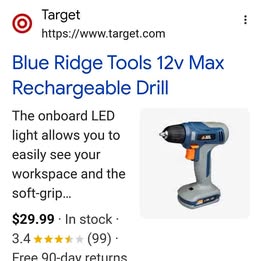 Target
https://www.target.com
Blue Ridge Tools 12v Max
Rechargeable Drill
The onboard LED
light allows you to
easily see your
workspace and the
soft-grip...
$29.99 · In stock ·
3.4 ★★★★★ (99) ·
Free 90-day returns